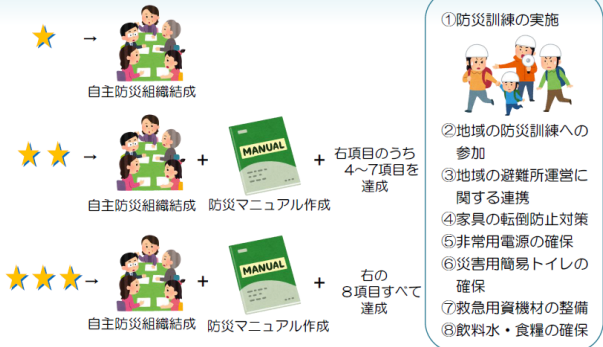 →
自主防災組織結成
→
+
MANUAL
+
右項目のうち
4～7項目を
達成
自主防災組織結成
防災マニュアル作成
→
+
MANUAL
+
右の
8項目すべて
達成
自主防災組織結成
防災マニュアル作成
①防災訓練の実施
②地域の防災訓練への
参加
③地域の避難所運営に
関する連携
④家具の転倒防止対策
⑤非常用電源の確保
⑥災害用簡易トイレの
確保
⑦救急用資機材の整備
⑧飲料水・食糧の確保